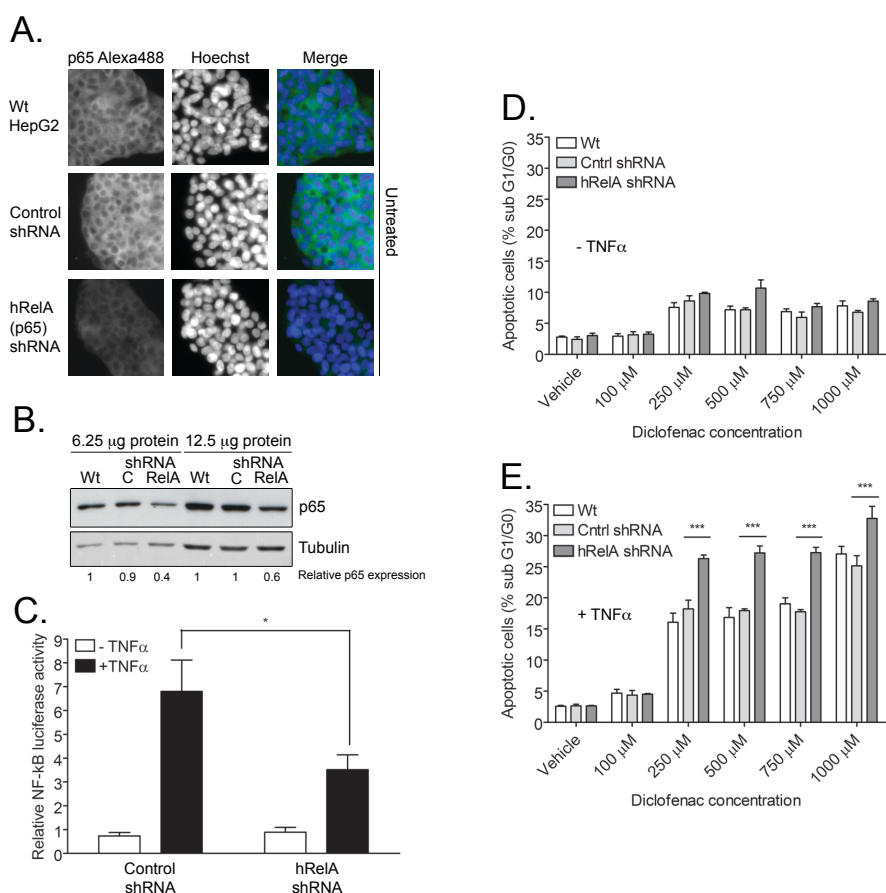 A.
p65 Alexa488 Hoechst Merge
Wt
HepG2
Control
shRNA
hRelA
(p65)
shRNA
Untreated
B.
6.25 µg protein 12.5 µg protein
shRNA shRNA
Wt C RelA Wt C RelA
p65
Tubulin
1 0.9 0.4 1 1 0.6 Relative p65 expression
C.
Relative NF-kB luciferase activity
9
8
7
6
5
4
3
2
1
0
- TNFα
+TNFα
*
Control
shRNA
hRelA
shRNA
D.
Apoptotic cells (% sub G1/G0)
35
30
25
20
15
10
5
0
Wt
Cntrl shRNA
hRelA shRNA
- TNFα
Vehicle 100 µM 250 µM 500 µM 750 µM 1000 µM
Diclofenac concentration
E.
Apoptotic cells (% sub G1/G0)
35
30
25
20
15
10
5
0
Wt
Cntrl shRNA
hRelA shRNA
+ TNFα
*** *** *** ***
Vehicle 100 µM 250 µM 500 µM 750 µM 1000 µM
Diclofenac concentration